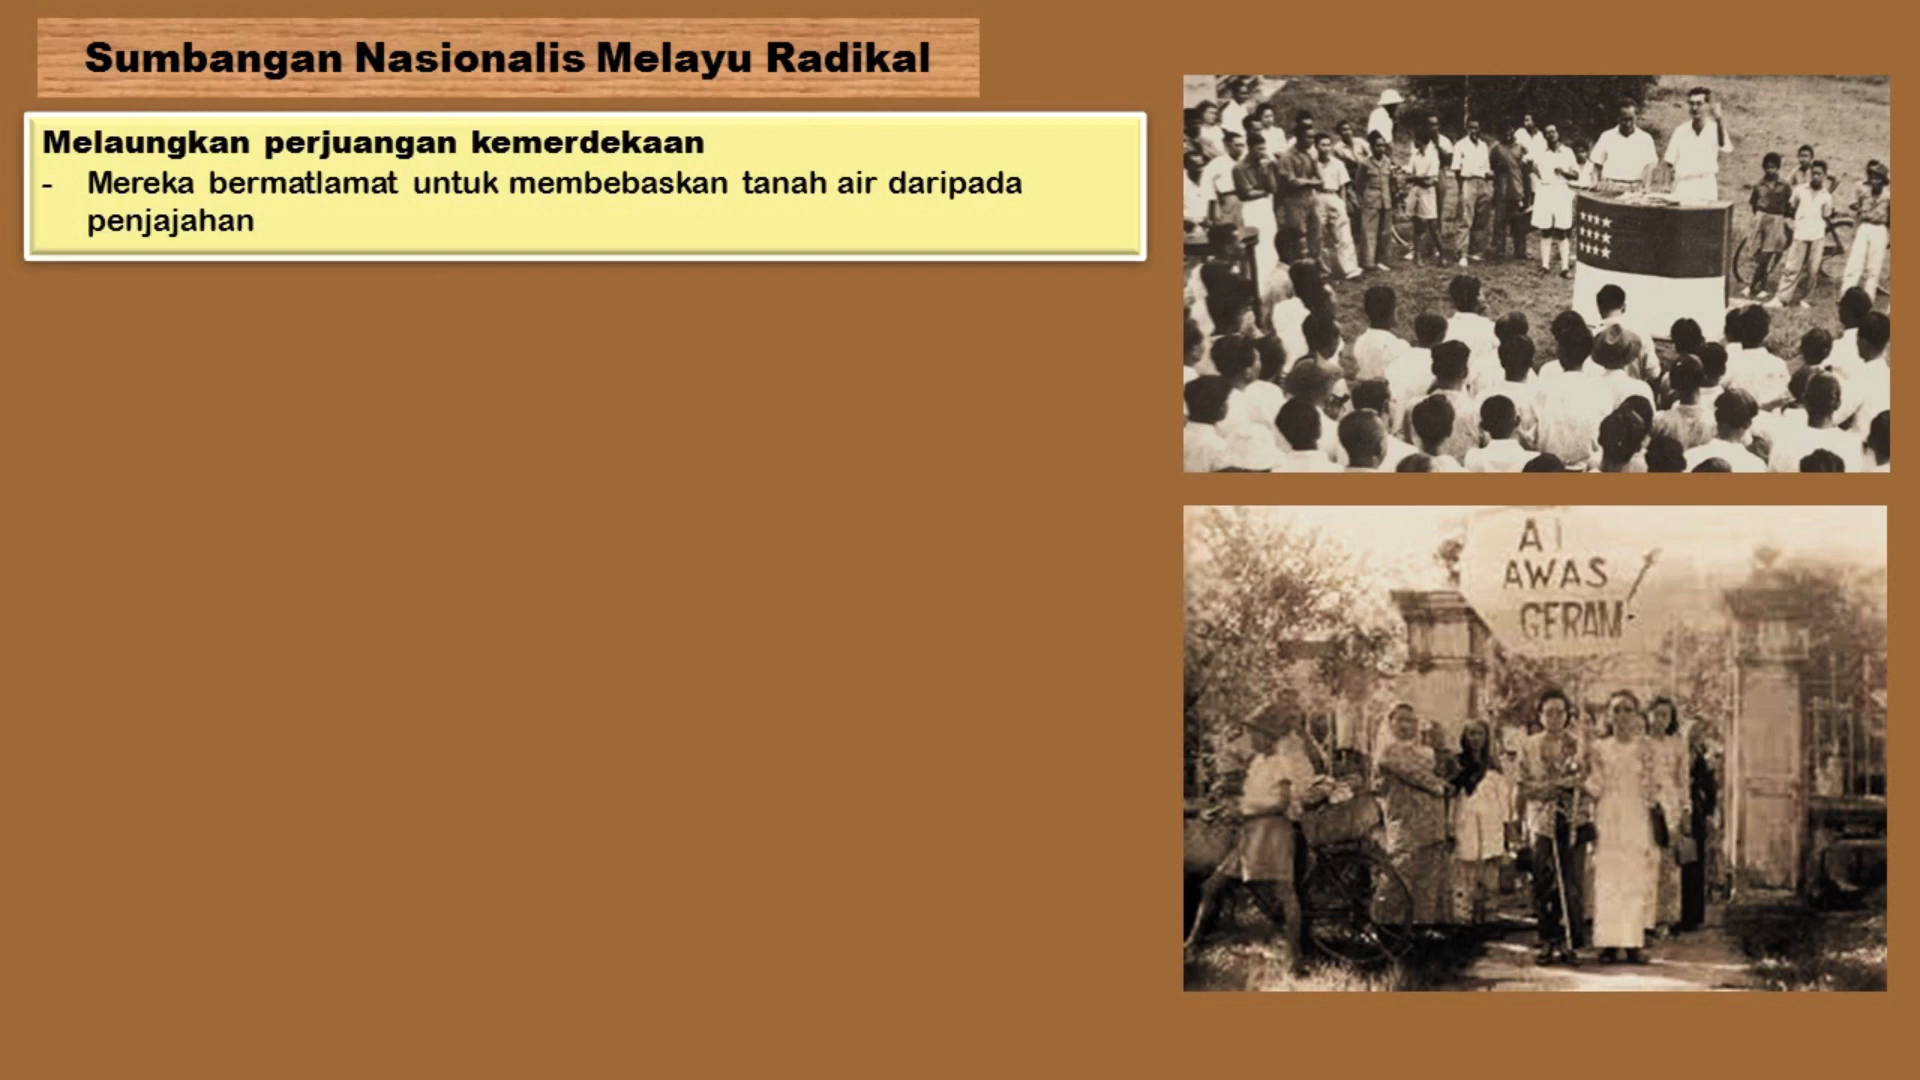 Sumbangan Nasionalis Melayu Radikal
Melaungkan perjuangan kemerdekaan
- Mereka bermatlamat untuk membebaskan tanah air daripada
penjajahan
A I
AWAS
GERAM